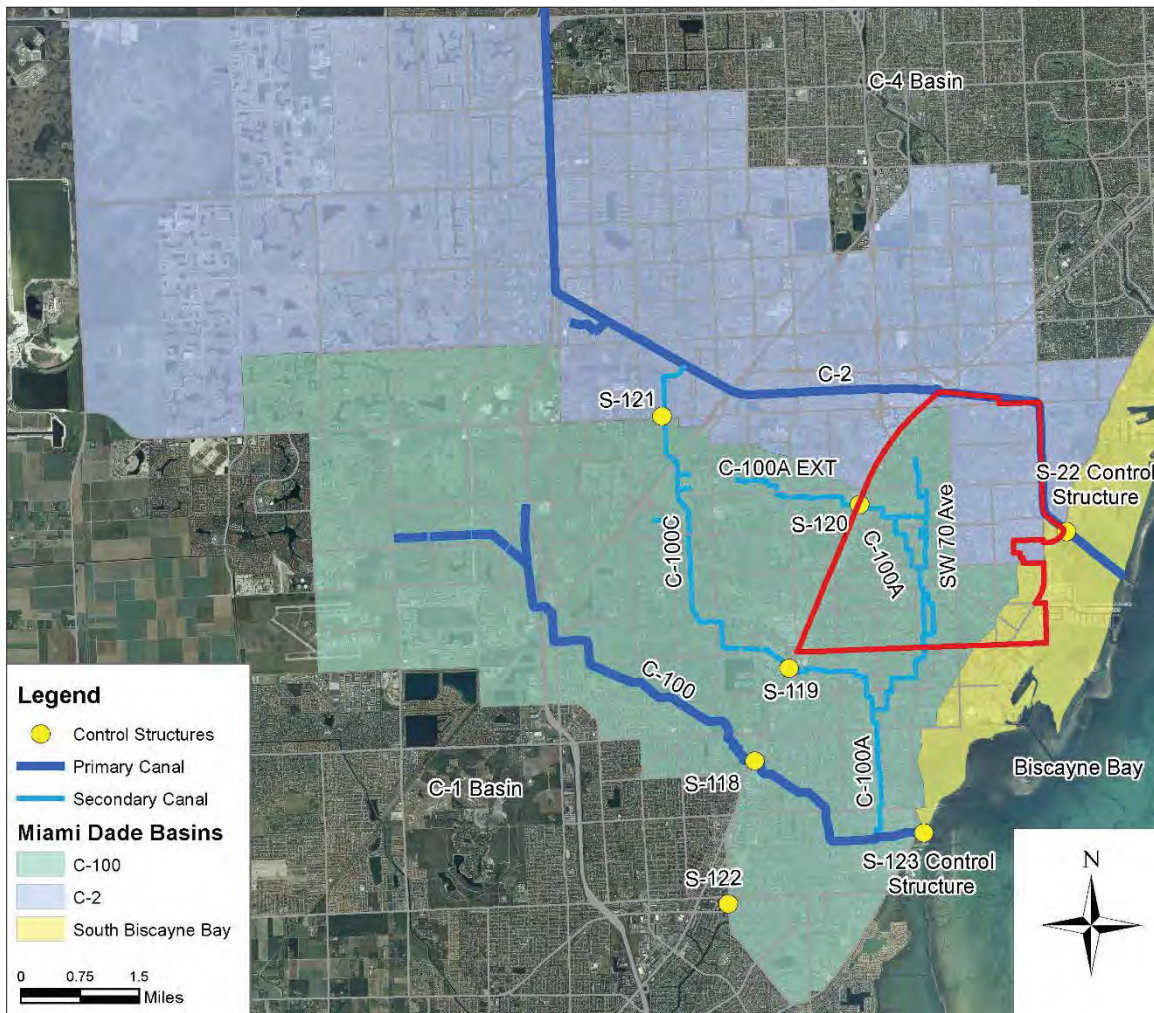 C-4 Basin
C-2
S-121
C-100A EXT
S-22 Control
Structure
S-120
C-100A
SW 70 Ave
C-100C
S-119
C-100
C-100A
Biscayne Bay
S-118
C-1 Basin
S-123 Control
Structure
S-122
Legend
Control Structures
Primary Canal
Secondary Canal
Miami Dade Basins
C-100
C-2
South Biscayne Bay
0 0.75 1.5
Miles
N